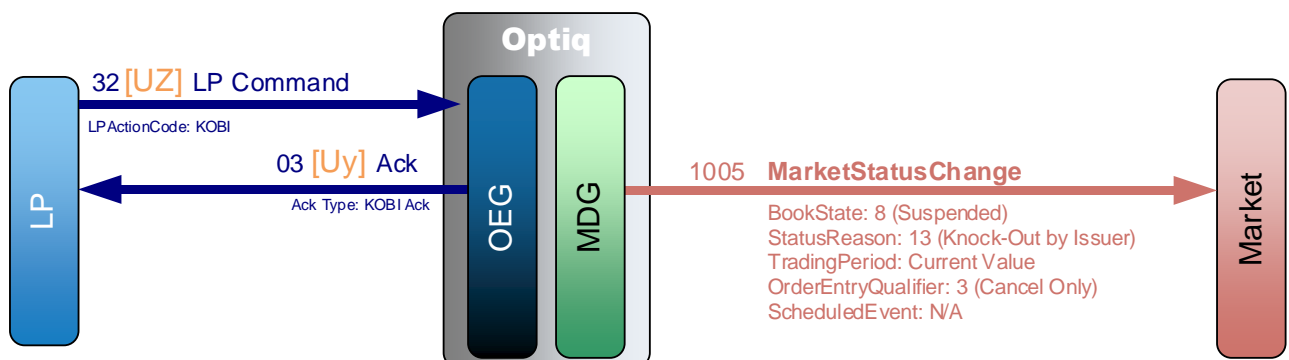 Optiq
32 [UZ] LP Command
LPActionCode: KOBI
03 [Uy] Ack
Ack Type: KOBI Ack
LP
OEG
MDG
1005 MarketStatusChange
BookState: 8 (Suspended)
StatusReason: 13 (Knock-Out by Issuer)
TradingPeriod: Current Value
OrderEntryQualifier: 3 (Cancel Only)
ScheduledEvent: N/A
Market